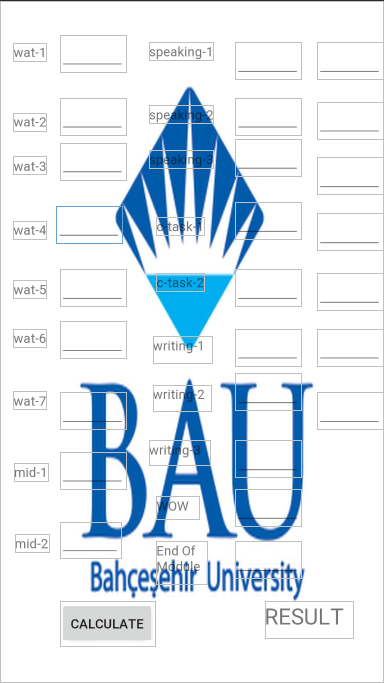 wat-1 speaking-1
wat-2 speaking-2
wat-3 speaking-3
wat-4 c-task-1
wat-5 c-task-2
wat-6 writing-1
wat-7 writing-2
BAU
mid-1 writing-3
WOW
mid-2 End Of
Module
Bahçeşehir University
CALCULATE RESULT